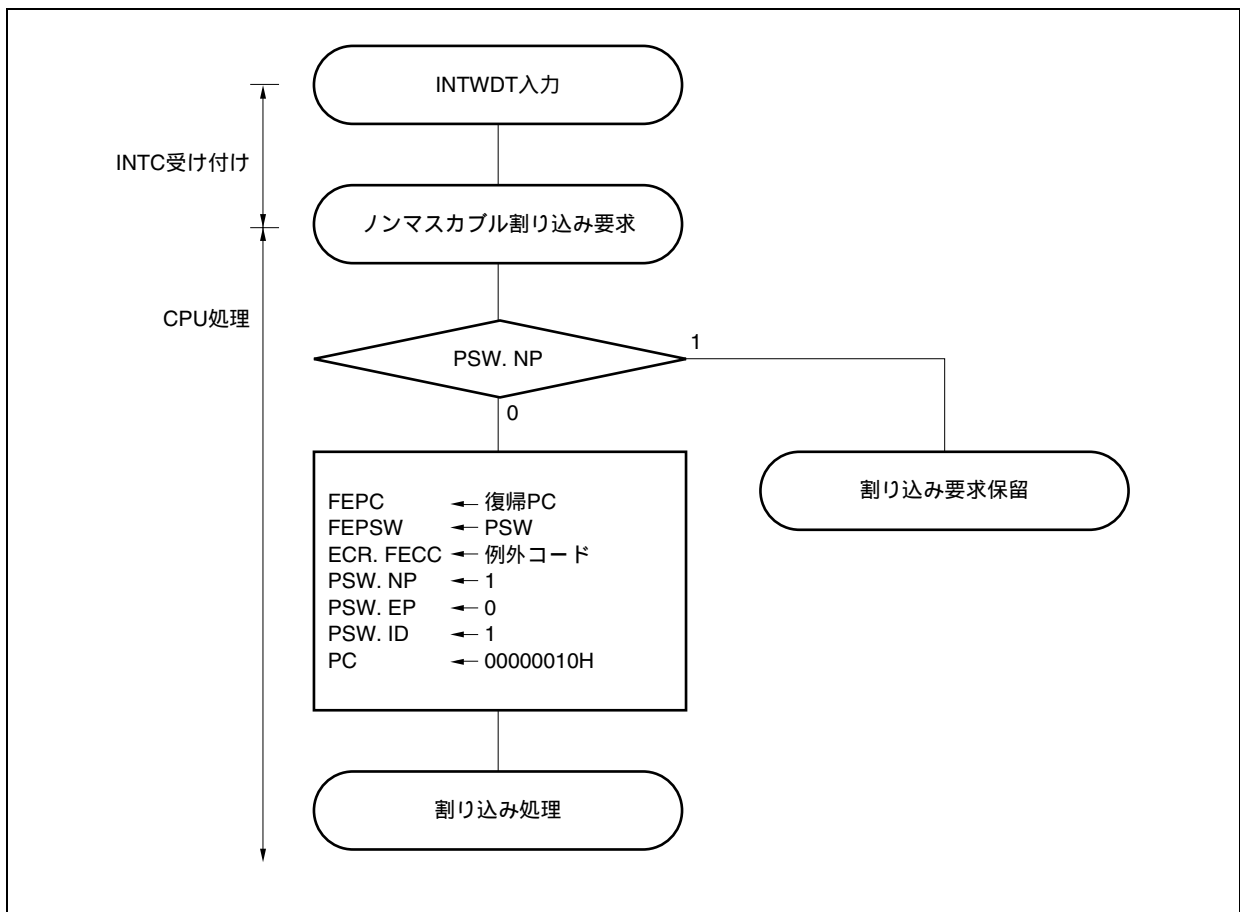 INTWDT入力
INTC受け付け
ノンマスカブル割り込み要求
CPU処理
PSW. NP
1
0
FEPC ← 復帰PC
FEPSW ← PSW
ECR. FECC ← 例外コード
PSW. NP ← 1
PSW. EP ← 0
PSW. ID ← 1
PC ← 00000010H
割り込み要求保留
割り込み処理